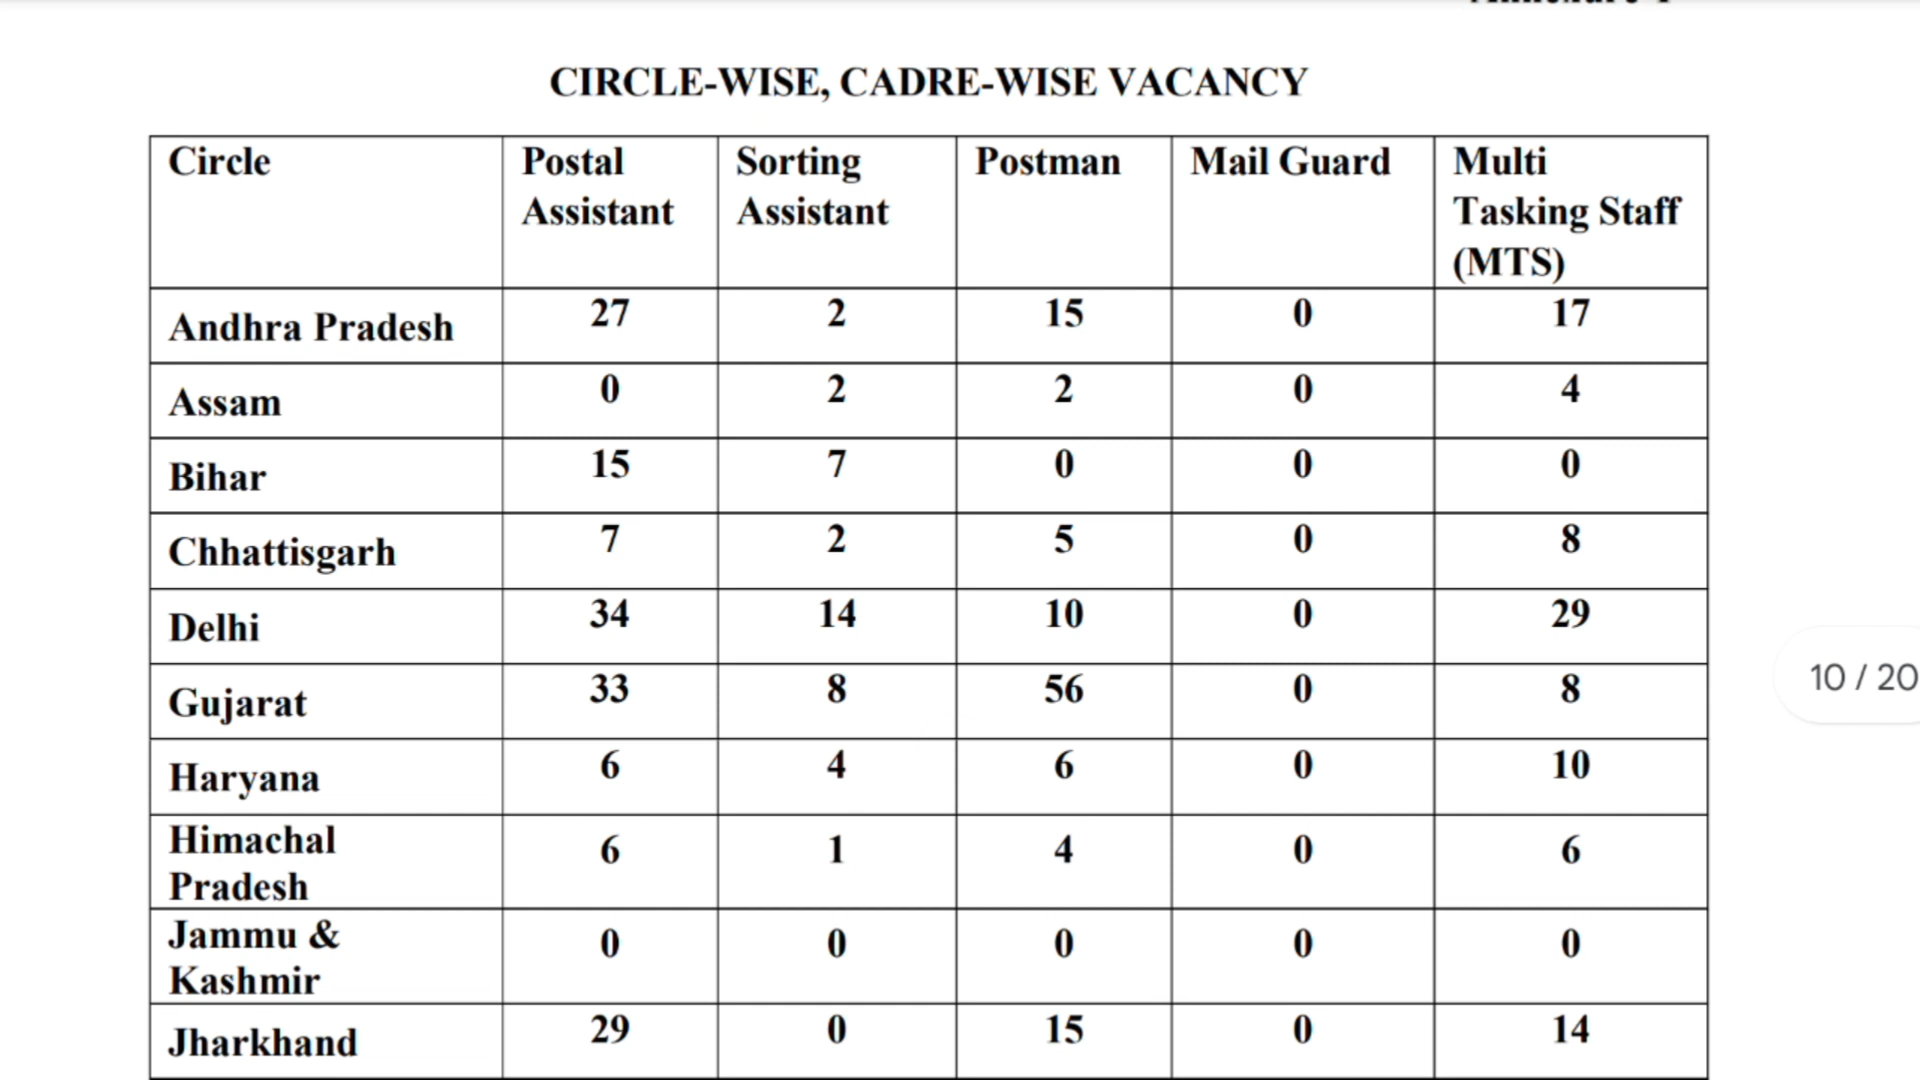 CIRCLE-WISE, CADRE-WISE VACANCY
Circle Postal Assistant Sorting Assistant Postman Mail Guard Multi Tasking Staff (MTS)
Andhra Pradesh 27 2 15 0 17
Assam 0 2 2 0 4
Bihar 15 7 0 0 0
Chhattisgarh 7 2 5 0 8
Delhi 34 14 10 0 29
Gujarat 33 8 56 0 8
Haryana 6 4 6 0 10
Himachal Pradesh 6 1 4 0 6
Jammu & Kashmir 0 0 0 0 0
Jharkhand 29 0 15 0 14
10 / 20